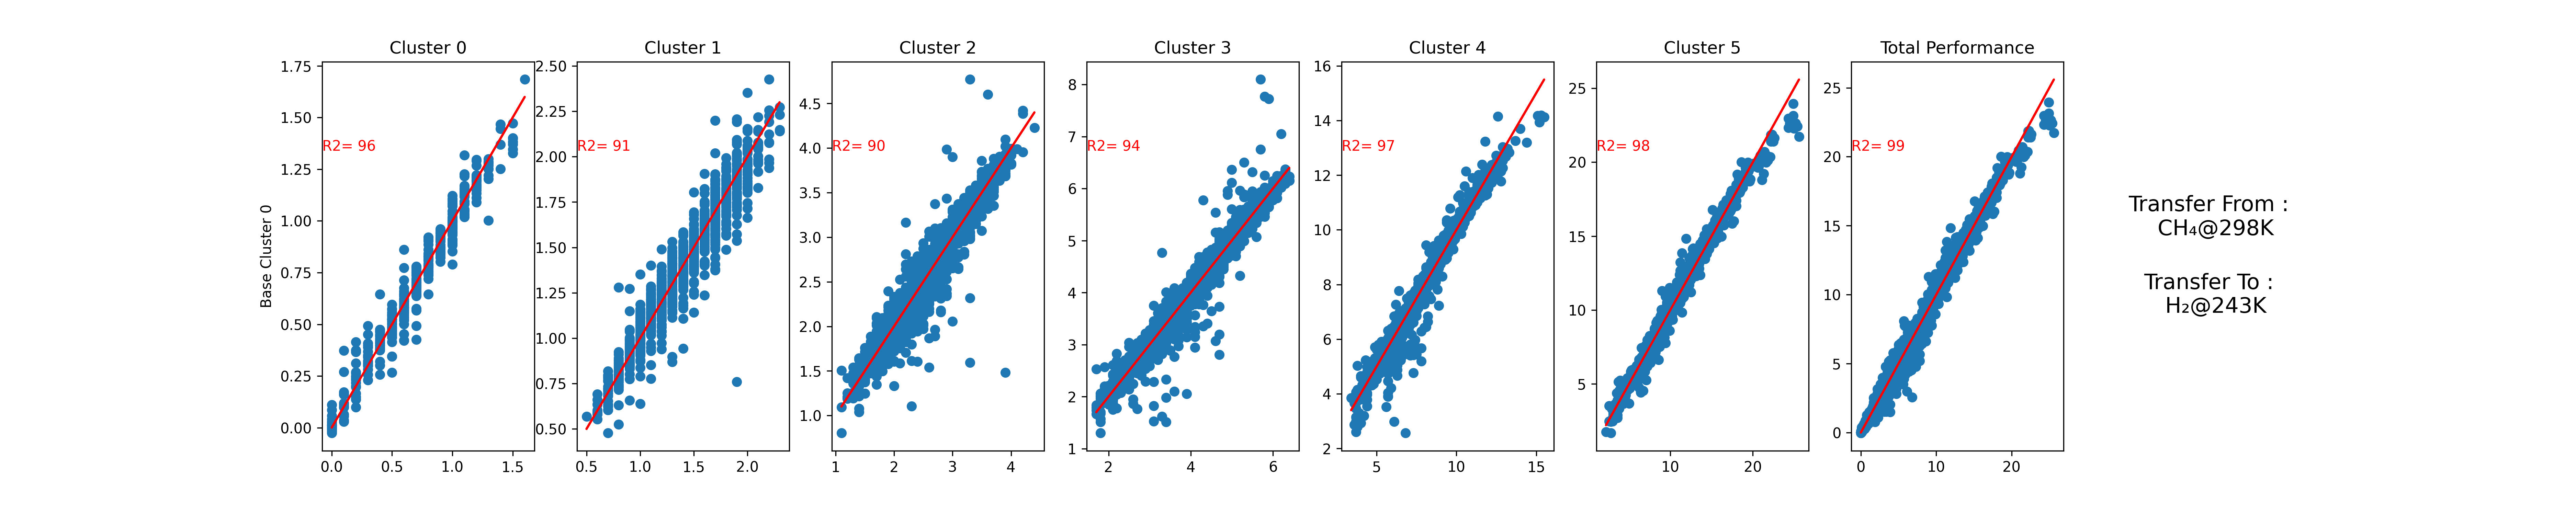 Cluster 0
Cluster 1
Cluster 2
Cluster 3
Cluster 4
Cluster 5
Total Performance
Base Cluster 0
1.75
1.50
1.25
1.00
0.75
0.50
0.25
0.00
R2= 96
0.0 0.5 1.0 1.5
2.50
2.25
2.00
1.75
1.50
1.25
1.00
0.75
0.50
R2= 91
0.5 1.0 1.5 2.0
4.5
4.0
3.5
3.0
2.5
2.0
1.5
1.0
R2= 90
1 2 3 4
8
7
6
5
4
3
2
1
R2= 94
2 4 6
16
14
12
10
8
6
4
2
R2= 97
5 10 15
25
20
15
10
5
R2= 98
10 20
25
20
15
10
5
0
R2= 99
0 10 20
Transfer From :
CH₄@298K
Transfer To :
H₂@243K